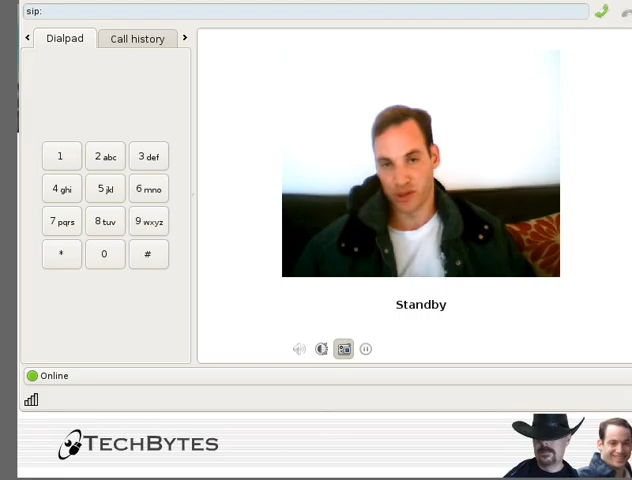 sip:
Dialpad
Call history
1
2 abc
3 def
4 ghi
5 jkl
6 mno
7 pqrs
8 tuv
9 wxyz
*
0
#
Standby
Online
TECHBYTES